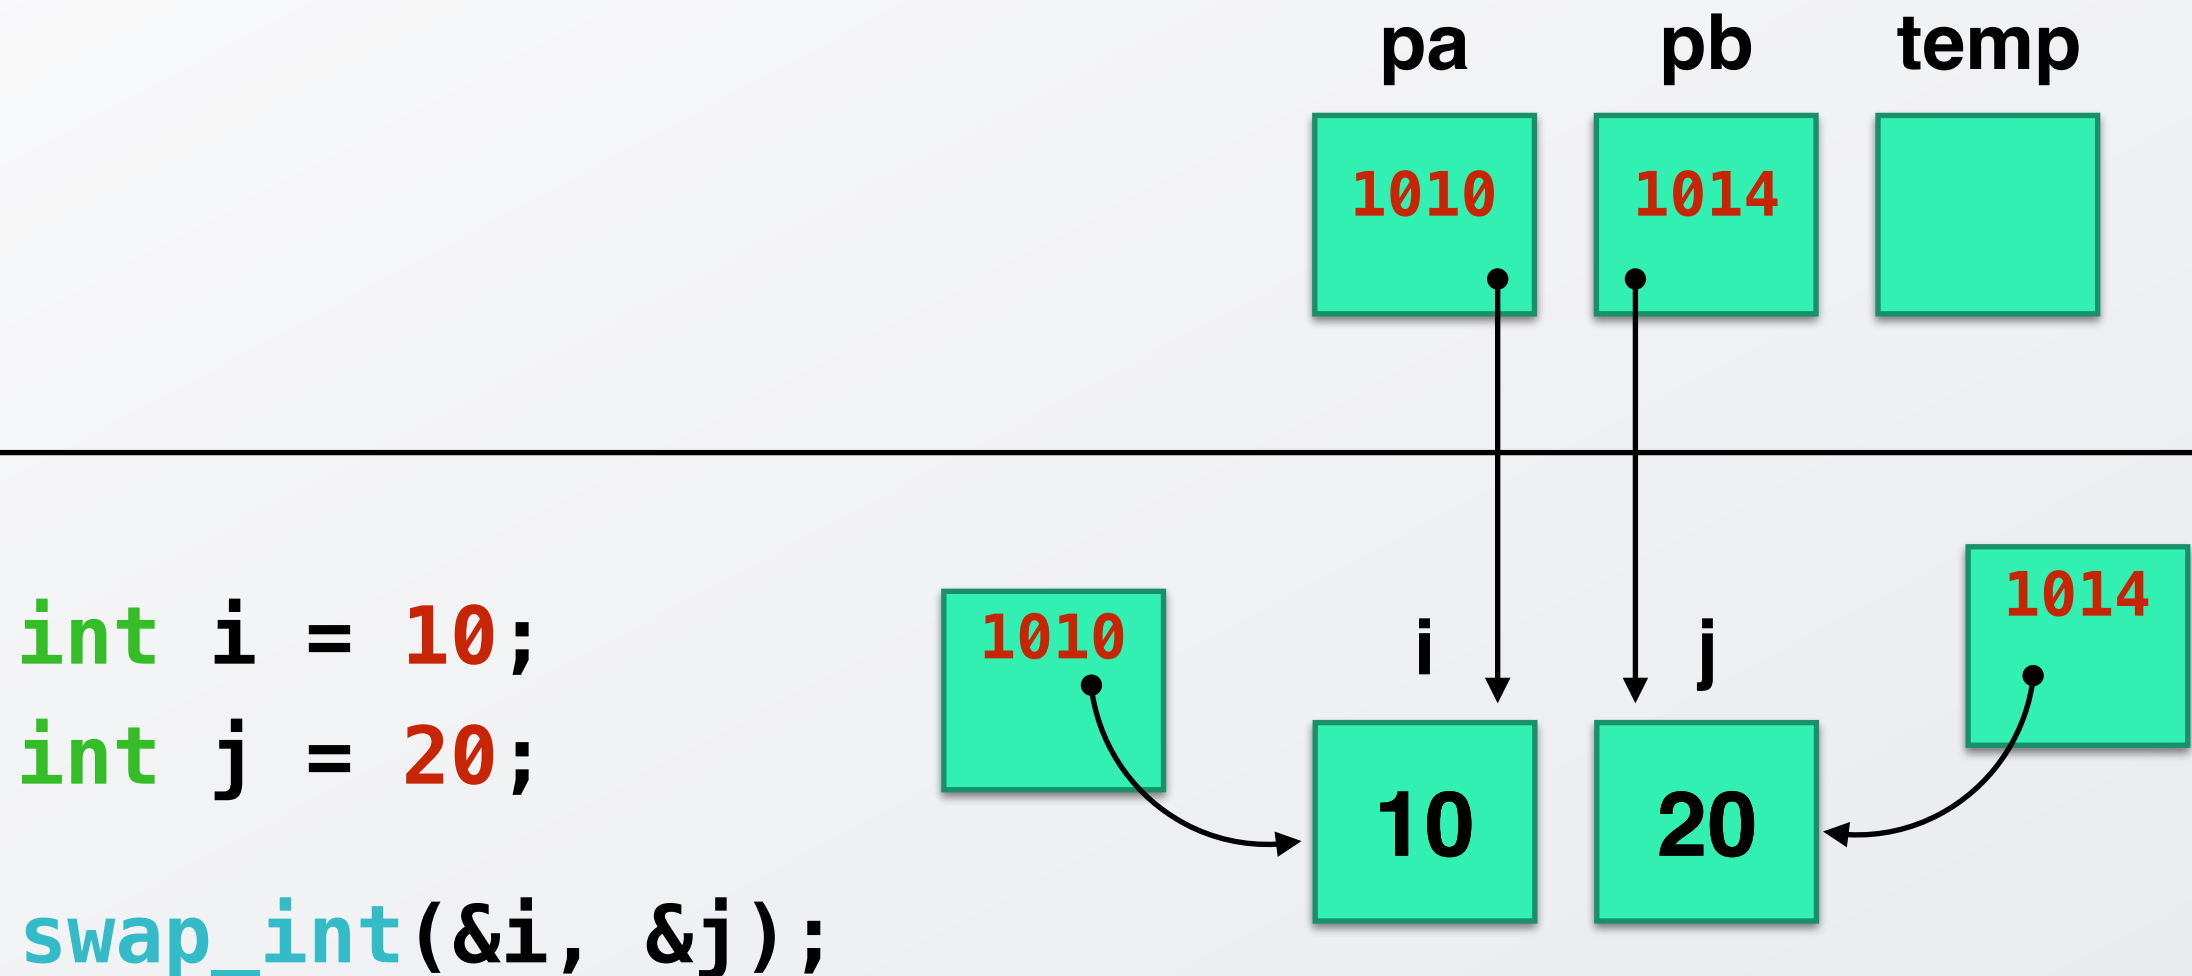 pa pb temp
1010 1014
int i = 10;
int j = 20;
swap_int(&i, &j);
1010
i j
1014
10 20